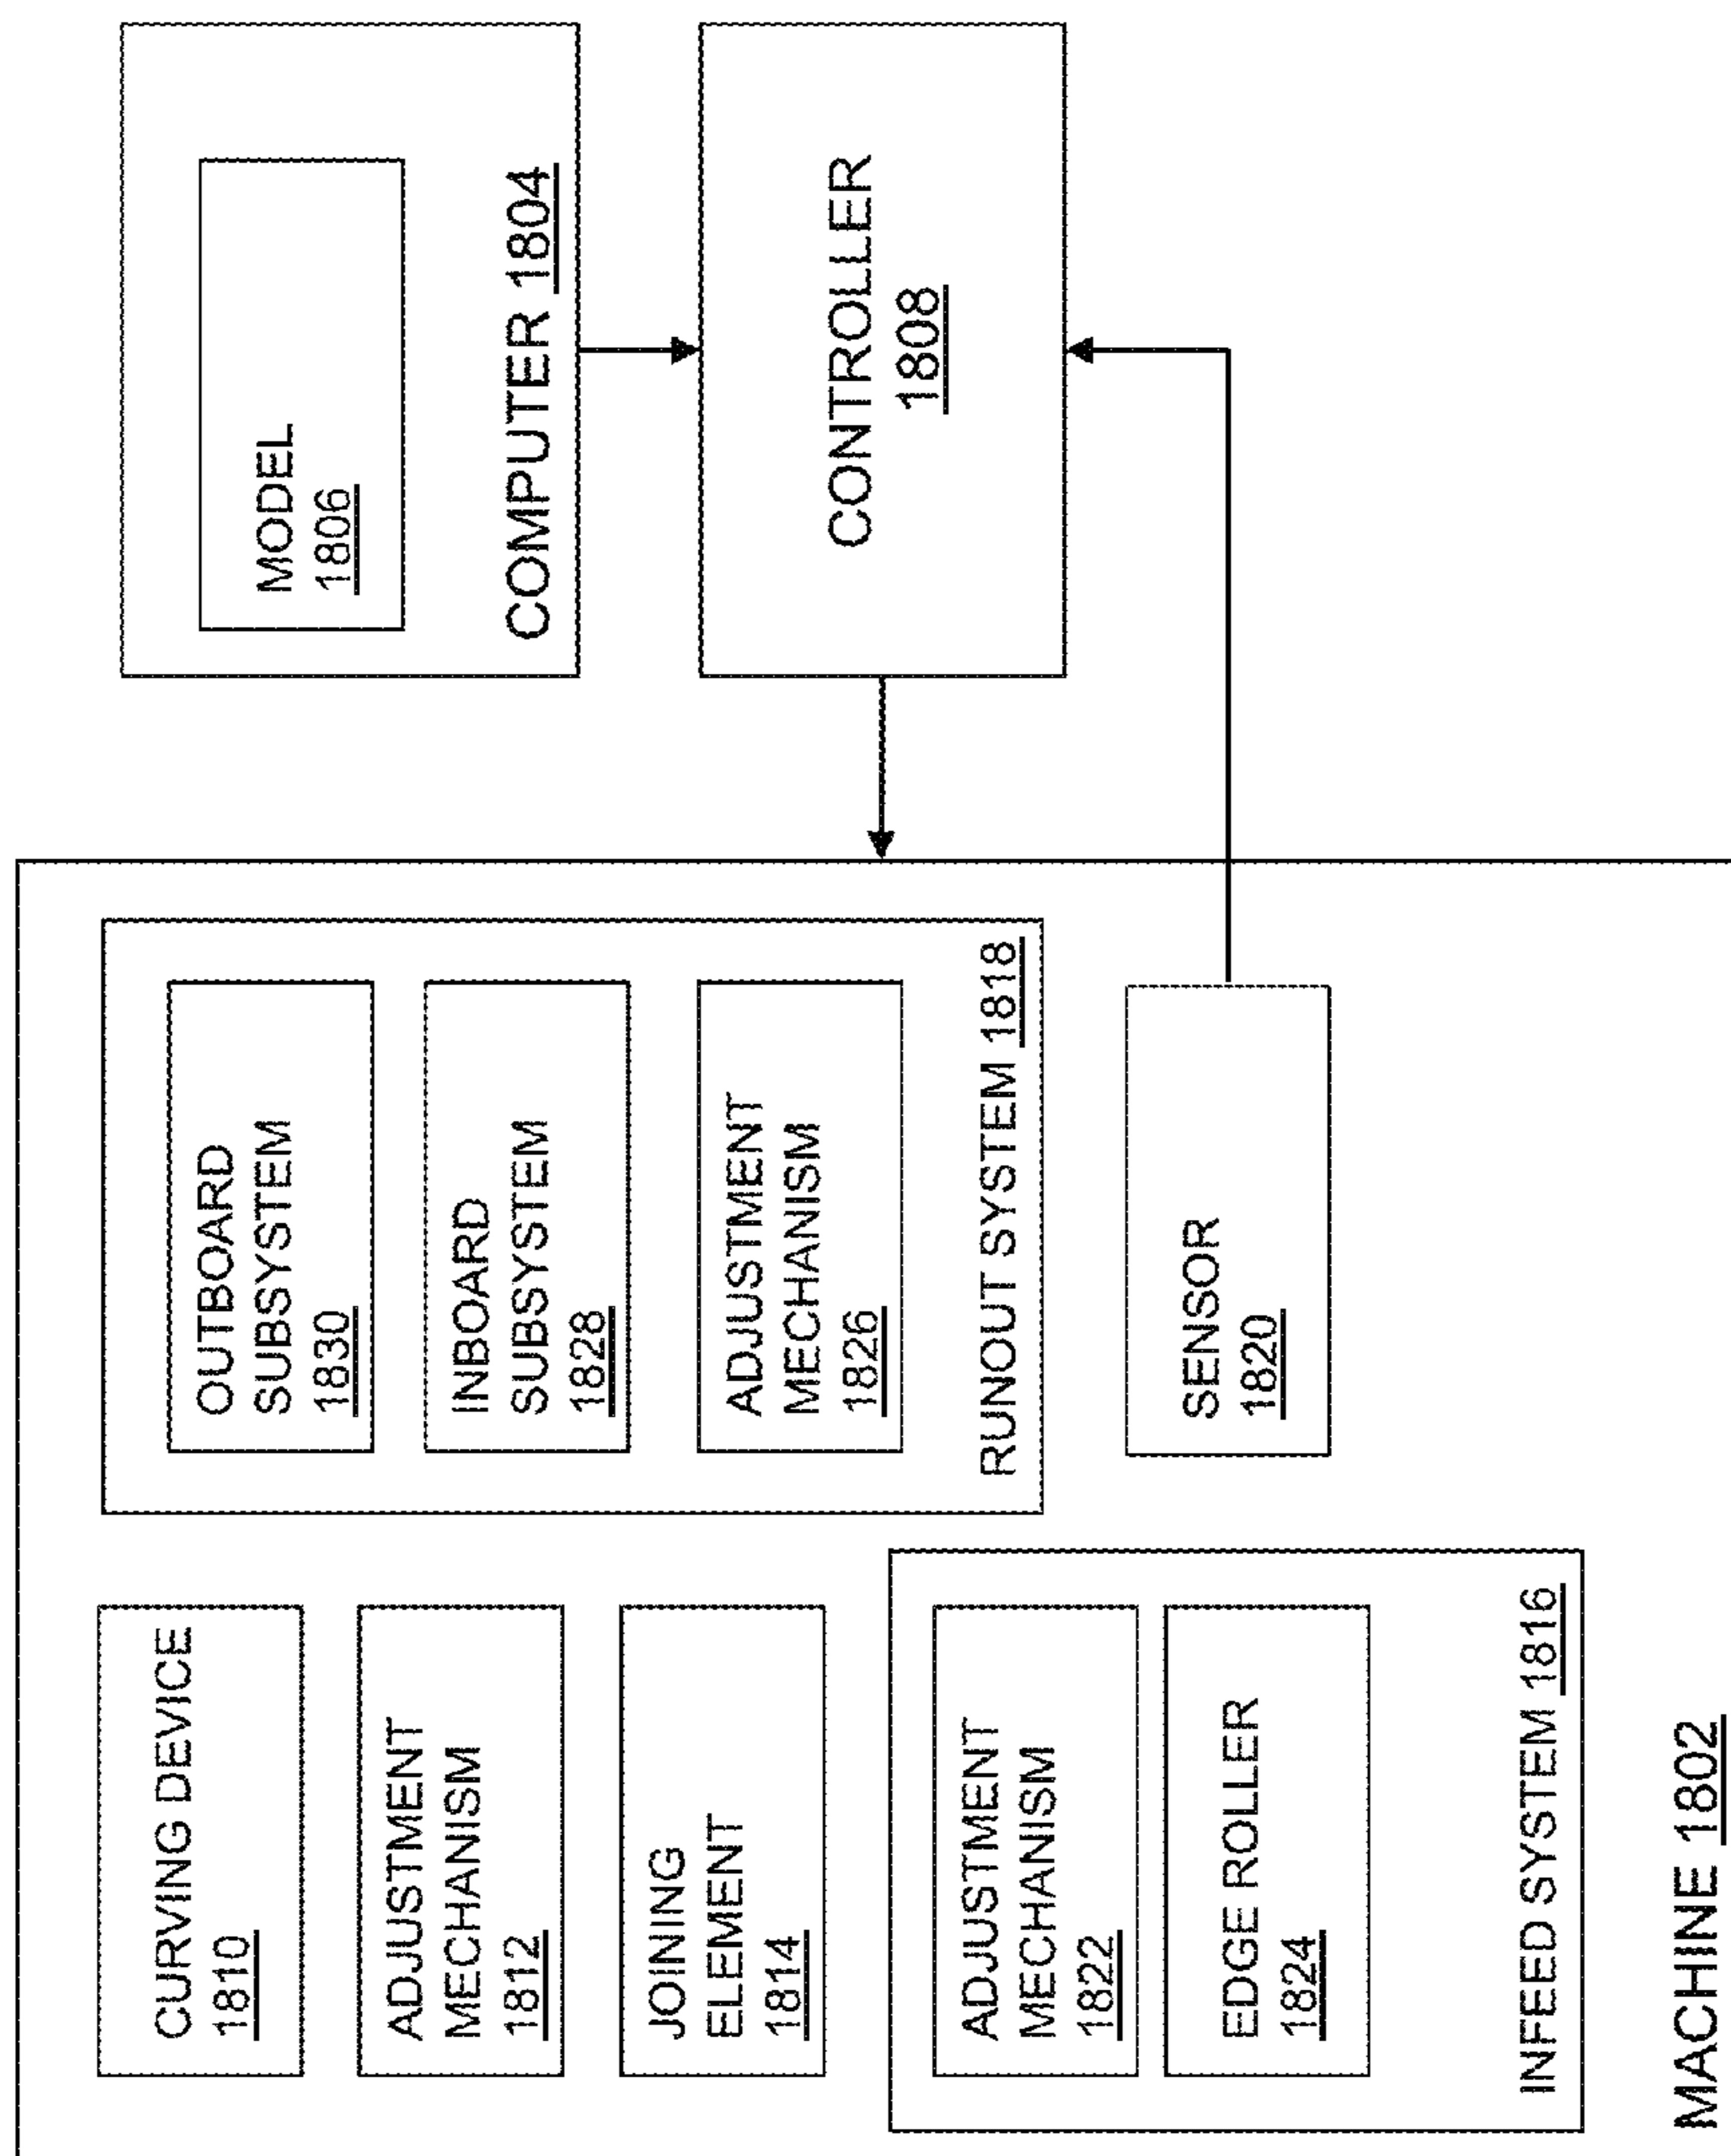 CURVING DEVICE
1810
ADJUSTMENT
MECHANISM
1812
JOINING
ELEMENT
1814
ADJUSTMENT
MECHANISM
1822
EDGE ROLLER
1824
INFEED SYSTEM 1816
MACHINE 1802
OUTBOARD
SUBSYSTEM
1830
INBOARD
SUBSYSTEM
1828
ADJUSTMENT
MECHANISM
1826
RUNOUT SYSTEM 1818
SENSOR
1820
MODEL
1806
COMPUTER 1804
CONTROLLER
1808